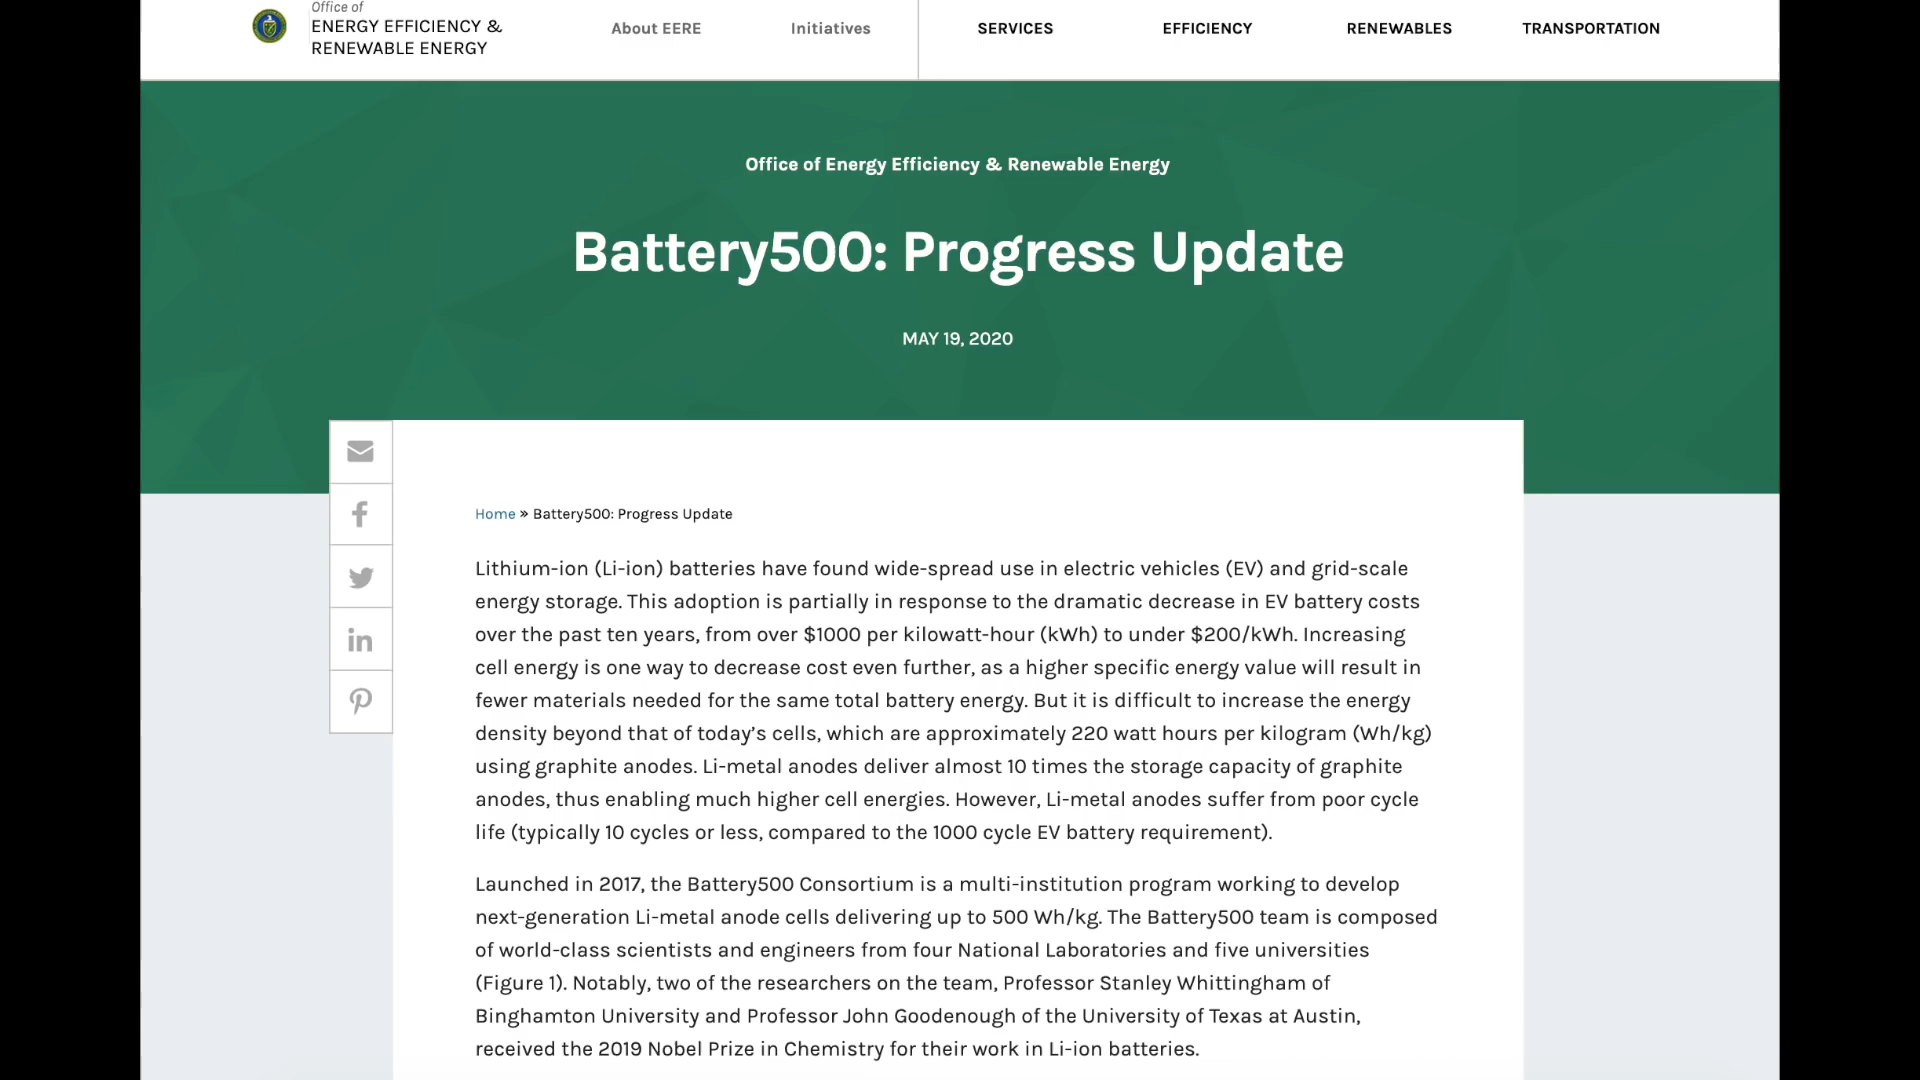 Office of
ENERGY EFFICIENCY &
RENEWABLE ENERGY
About EERE
Initiatives
SERVICES
EFFICIENCY
RENEWABLES
TRANSPORTATION
Office of Energy Efficiency & Renewable Energy
Battery500: Progress Update
MAY 19, 2020
Home » Battery500: Progress Update
Lithium-ion (Li-ion) batteries have found wide-spread use in electric vehicles (EV) and grid-scale
energy storage. This adoption is partially in response to the dramatic decrease in EV battery costs
over the past ten years, from over $1000 per kilowatt-hour (kWh) to under $200/kWh. Increasing
cell energy is one way to decrease cost even further, as a higher specific energy value will result in
fewer materials needed for the same total battery energy. But it is difficult to increase the energy
density beyond that of today’s cells, which are approximately 220 watt hours per kilogram (Wh/kg)
using graphite anodes. Li-metal anodes deliver almost 10 times the storage capacity of graphite
anodes, thus enabling much higher cell energies. However, Li-metal anodes suffer from poor cycle
life (typically 10 cycles or less, compared to the 1000 cycle EV battery requirement).
Launched in 2017, the Battery500 Consortium is a multi-institution program working to develop
next-generation Li-metal anode cells delivering up to 500 Wh/kg. The Battery500 team is composed
of world-class scientists and engineers from four National Laboratories and five universities
(Figure 1). Notably, two of the researchers on the team, Professor Stanley Whittingham of
Binghamton University and Professor John Goodenough of the University of Texas at Austin,
received the 2019 Nobel Prize in Chemistry for their work in Li-ion batteries.